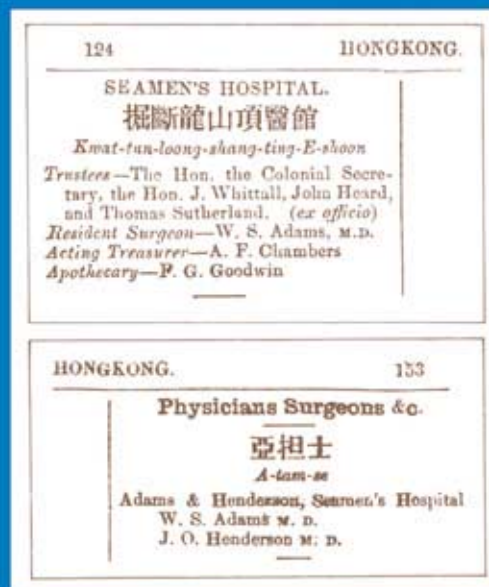 124 HONGKONG.
SEAMEN'S HOSPITAL.
掘斷龍山頂醫館
Kwat-tun-loong-shang-ting-E-shoon
Trustees—The Hon. the Colonial Secre-
tary, the Hon. J. Whittall, John Heard,
and Thomas Sutherland. (ex officio)
Resident Surgeon—W. S. Adams, M.D.
Acting Treasurer—A. F. Chambers
Apothecary—F. G. Goodwin
HONGKONG. 153
Physicians Surgeons &c.
亞担士
A-tam-se
Adams & Henderson, Seamen's Hospital
W. S. Adams M. D.
J. O. Henderson M. D.